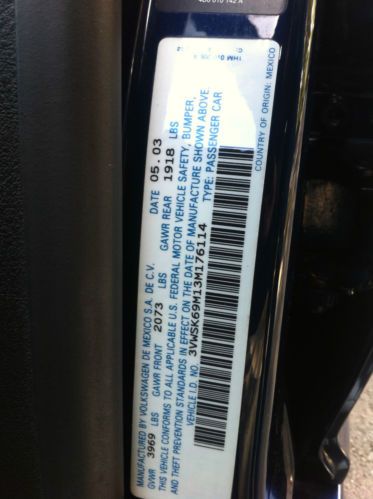 MANUFACTURED BY VOLKSWAGEN DE MEXICO S.A. DE C.V. DATE 05.03
GVWR 3969 LBS GAWR FRONT 2073 LBS GAWR REAR 1918 LBS
THIS VEHICLE CONFORMS TO ALL APPLICABLE U.S. FEDERAL MOTOR VEHICLE SAFETY, BUMPER,
AND THEFT PREVENTION STANDARDS IN EFFECT ON THE DATE OF MANUFACTURE SHOWN ABOVE
VEHICLE I.D. NO. 3VWSK69M13M176114 TYPE: PASSENGER CAR
COUNTRY OF ORIGIN: MEXICO